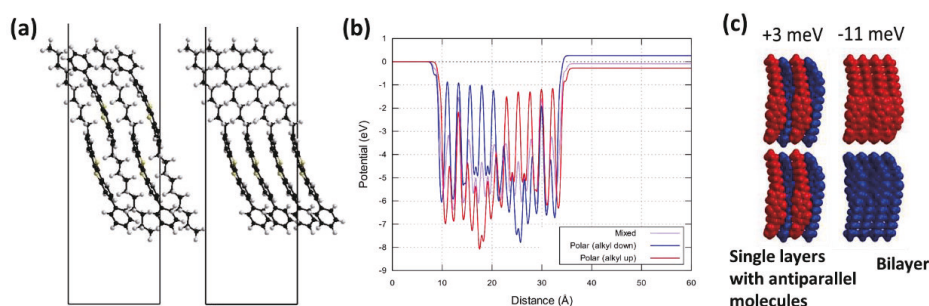 (a)
(b)
1
0
-1
-2
-3
-4
-5
-6
-7
-8
-9
Potential (eV)
Mixed
Polar (alkyl down)
Polar (alkyl up)
0 10 20 30 40 50 60
Distance (Å)
(c)
+3 meV -11 meV
Single layers
with antiparallel
molecules
Bilayer